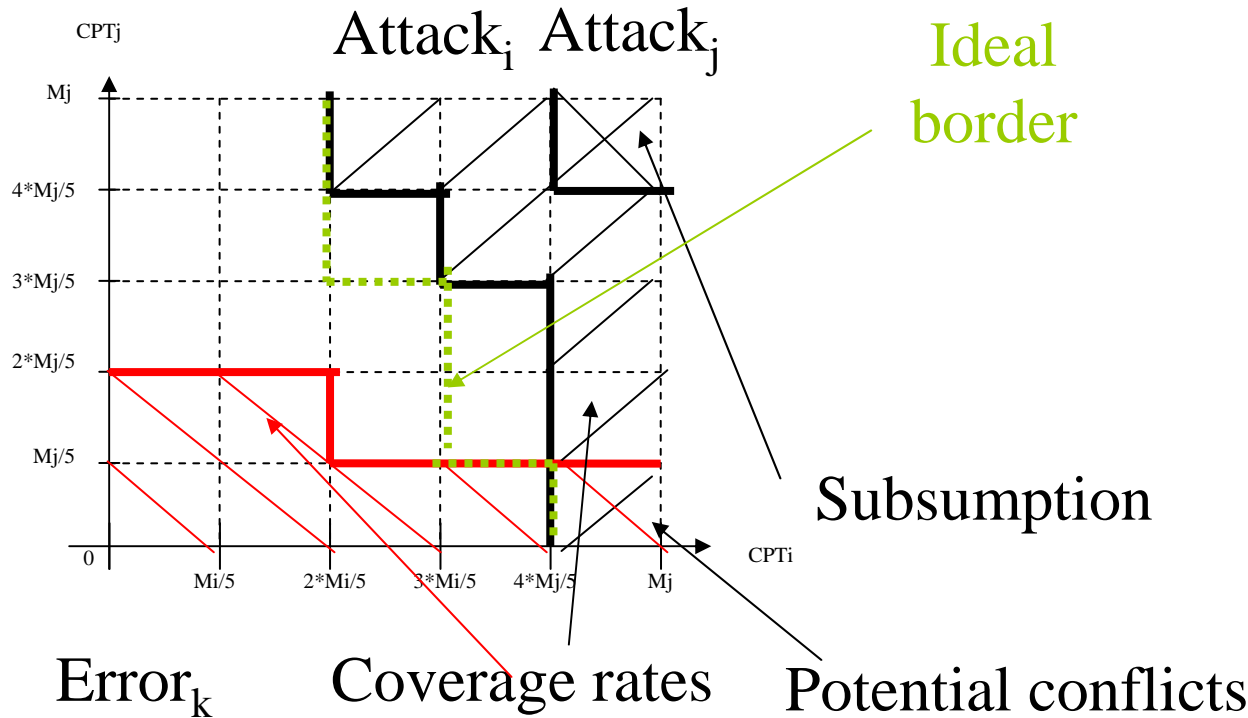 CPTj
Attacki Attackj
Ideal
border
Mj
4*Mj/5
3*Mj/5
2*Mj/5
Mj/5
0
Mi/5
2*Mi/5
3*Mi/5
4*Mj/5
Mj
CPTi
Subsumption
Errork
Coverage rates
Potential conflicts